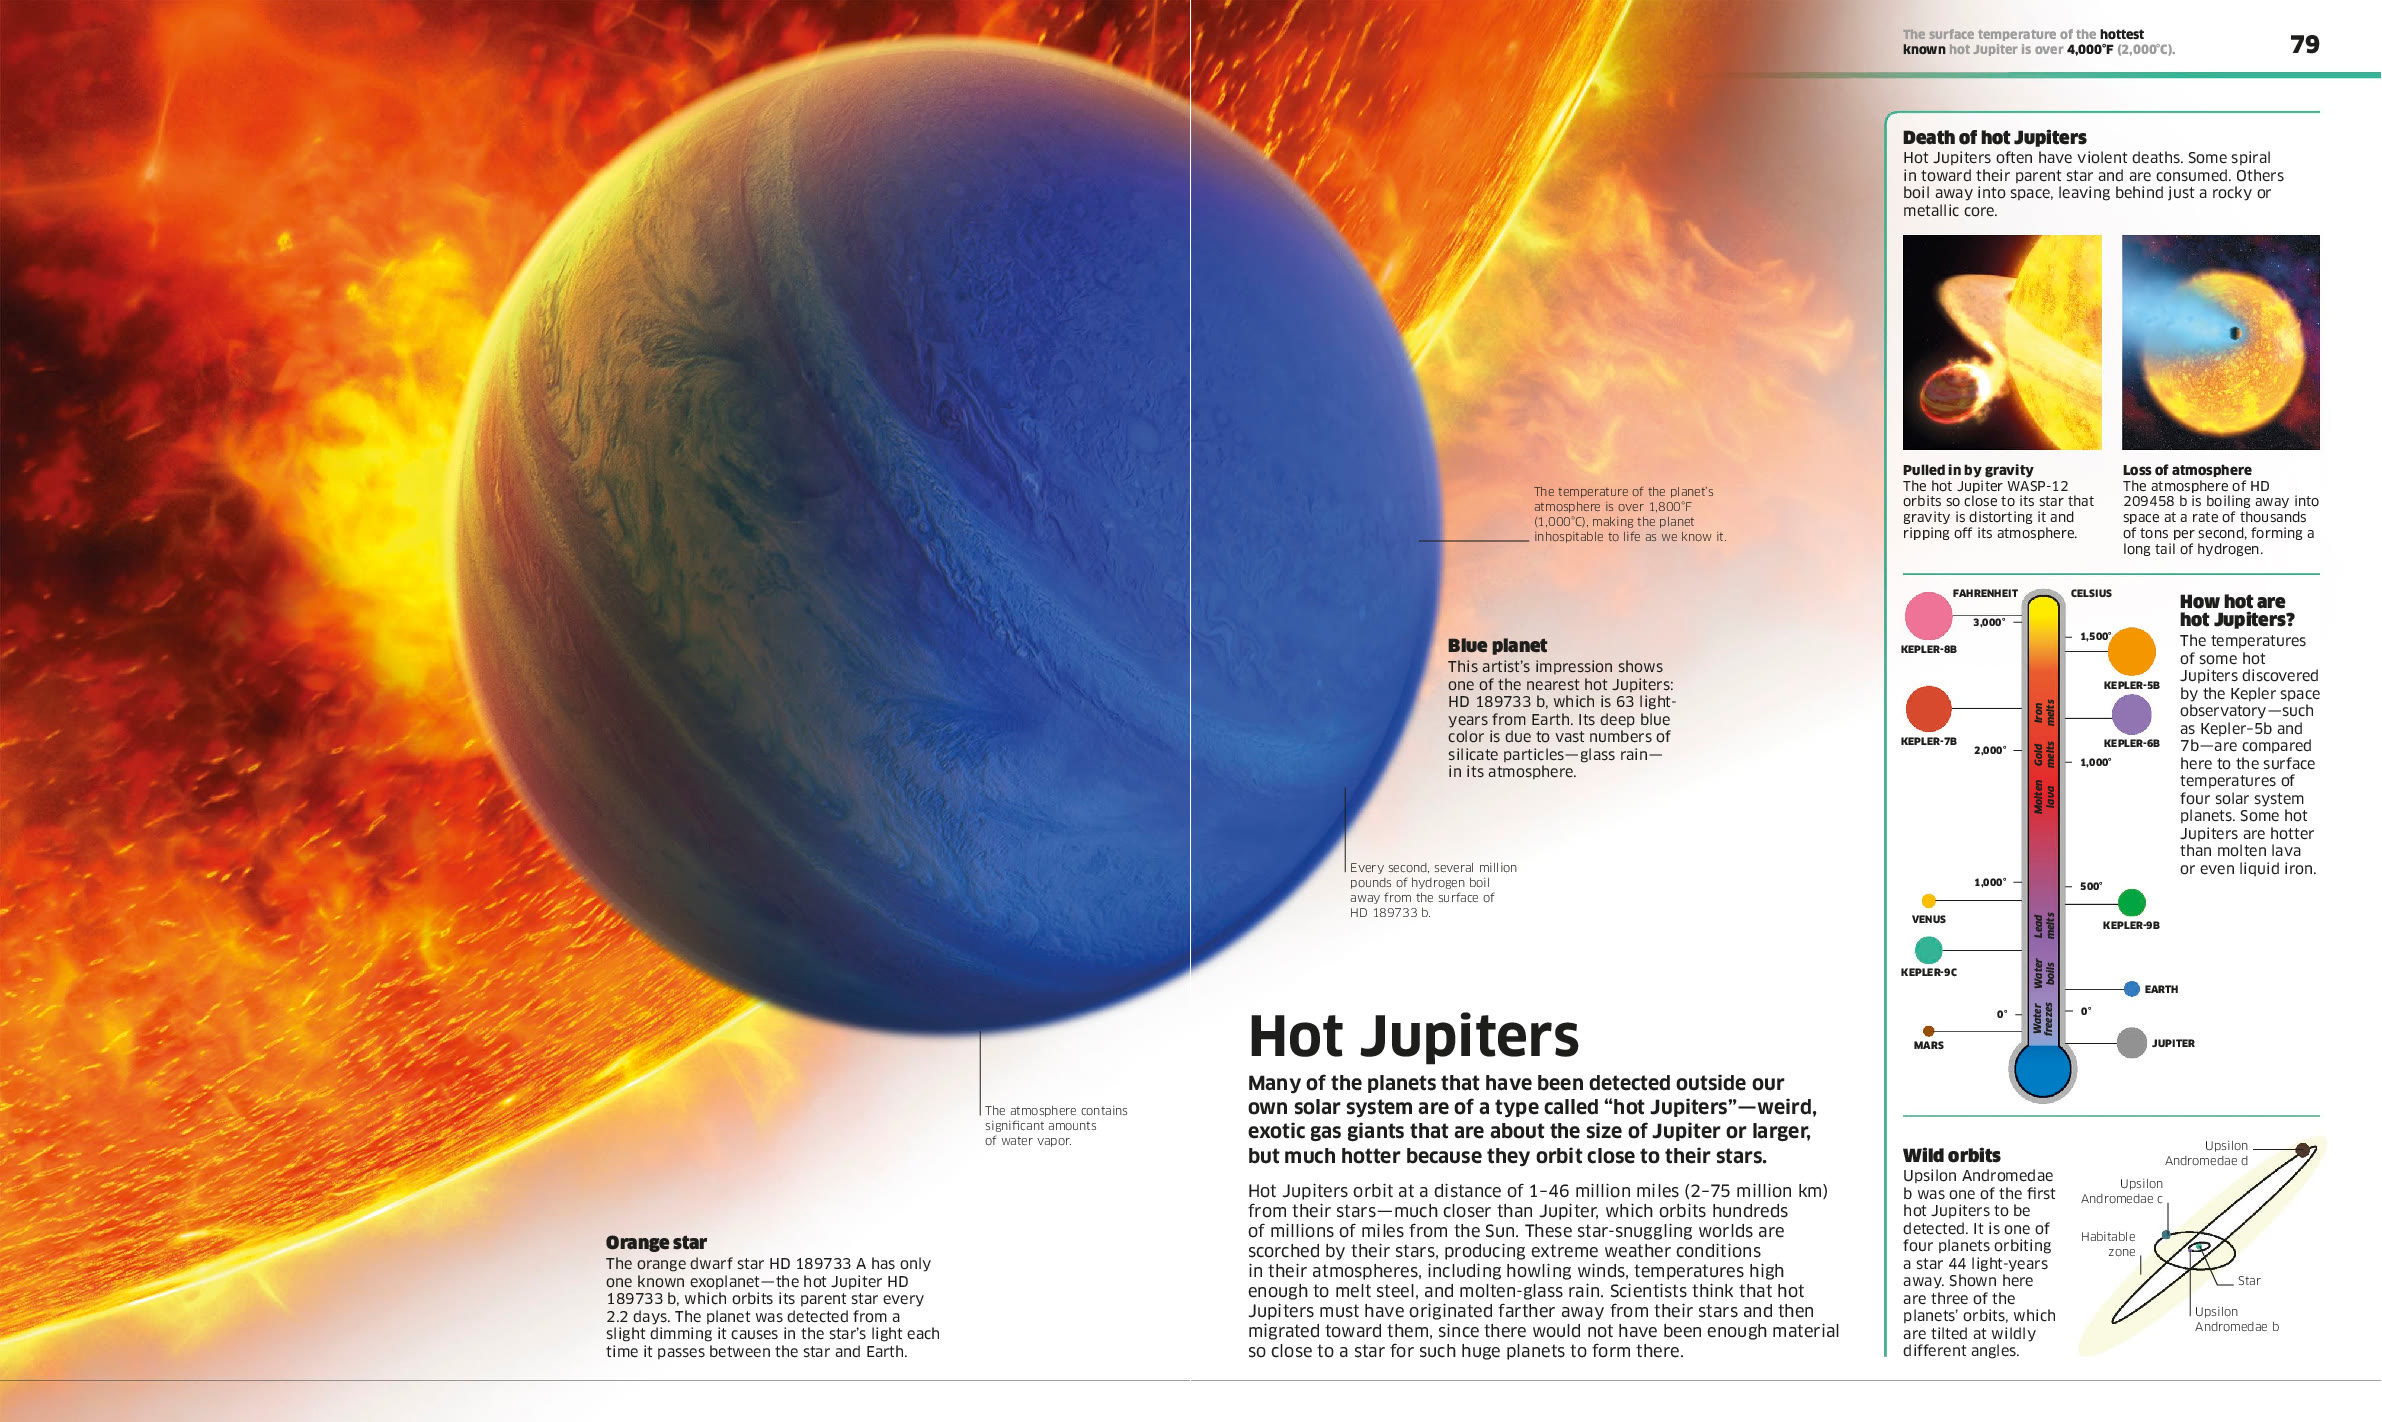 The surface temperature of the hottest
known hot Jupiter is over 4,000°F (2,000°C).
79
The temperature of the planet's
atmosphere is over 1,800°F
(1,000°C), making the planet
inhospitable to life as we know it.
Blue planet
This artist's impression shows
one of the nearest hot Jupiters:
HD 189733 b, which is 63 light-
years from Earth. Its deep blue
color is due to vast numbers of
silicate particles—glass rain—
in its atmosphere.
Every second, several million
pounds of hydrogen boil
away from the surface of
HD 189733 b.
The atmosphere contains
significant amounts
of water vapor.
Orange star
The orange dwarf star HD 189733 A has only
one known exoplanet—the hot Jupiter HD
189733 b, which orbits its parent star every
2.2 days. The planet was detected from a
slight dimming it causes in the star's light each
time it passes between the star and Earth.
Hot Jupiters
Many of the planets that have been detected outside our
own solar system are of a type called “hot Jupiters”—weird,
exotic gas giants that are about the size of Jupiter or larger,
but much hotter because they orbit close to their stars.
Hot Jupiters orbit at a distance of 1–46 million miles (2–75 million km)
from their stars—much closer than Jupiter, which orbits hundreds
of millions of miles from the Sun. These star-snuggling worlds are
scorched by their stars, producing extreme weather conditions
in their atmospheres, including howling winds, temperatures high
enough to melt steel, and molten-glass rain. Scientists think that hot
Jupiters must have originated farther away from their stars and then
migrated toward them, since there would not have been enough material
so close to a star for such huge planets to form there.
Death of hot Jupiters
Hot Jupiters often have violent deaths. Some spiral
in toward their parent star and are consumed. Others
boil away into space, leaving behind just a rocky or
metallic core.
Pulled in by gravity
The hot Jupiter WASP-12
orbits so close to its star that
gravity is distorting it and
ripping off its atmosphere.
Loss of atmosphere
The atmosphere of HD
209458 b is boiling away into
space at a rate of thousands
of tons per second, forming a
long tail of hydrogen.
FAHRENHEIT
CELSIUS
3,000°
1,500°
KEPLER-8B
KEPLER-5B
KEPLER-7B
KEPLER-6B
2,000°
1,000°
1,000°
500°
VENUS
KEPLER-9B
KEPLER-9C
EARTH
0°
0°
MARS
JUPITER
Iron
melts
Gold
melts
Molten
lava
Lead
melts
Water
boils
Water
freezes
How hot are
hot Jupiters?
The temperatures
of some hot
Jupiters discovered
by the Kepler space
observatory—such
as Kepler-5b and
7b—are compared
here to the surface
temperatures of
four solar system
planets. Some hot
Jupiters are hotter
than molten lava
or even liquid iron.
Wild orbits
Upsilon Andromedae
b was one of the first
hot Jupiters to be
detected. It is one of
four planets orbiting
a star 44 light-years
away. Shown here
are three of the
planets' orbits, which
are tilted at wildly
different angles.
Upsilon
Andromedae d
Upsilon
Andromedae c
Habitable
zone
Star
Upsilon
Andromedae b